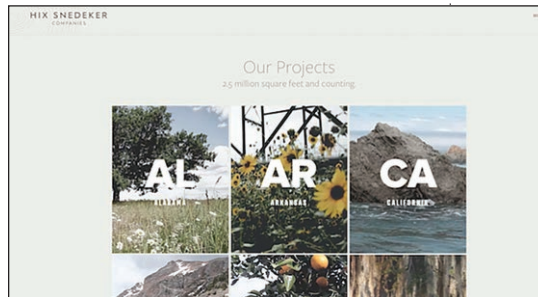 HIX SNEDEKER
COMPANIES
Our Projects
2.5 million square feet and counting
AL
ALABAMA
AR
ARKANSAS
CA
CALIFORNIA